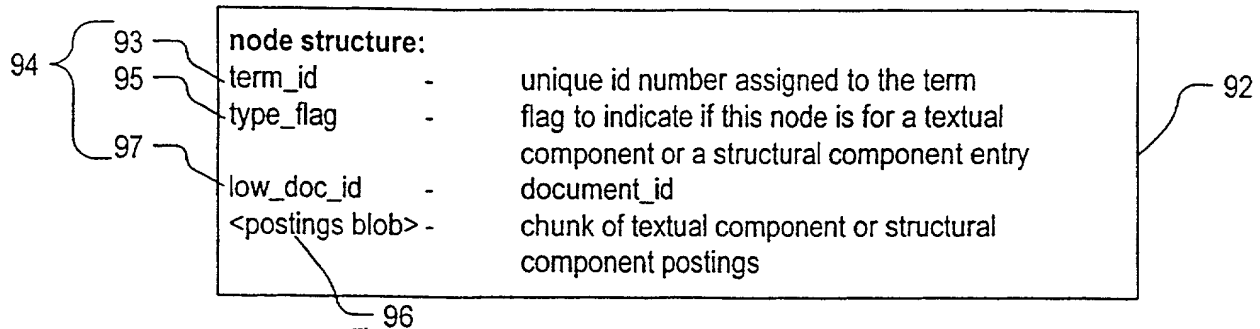 94
93
95
97
node structure:
term_id - unique id number assigned to the term
type_flag - flag to indicate if this node is for a textual
component or a structural component entry
low_doc_id - document_id
<postings blob> - chunk of textual component or structural
component postings
92
96